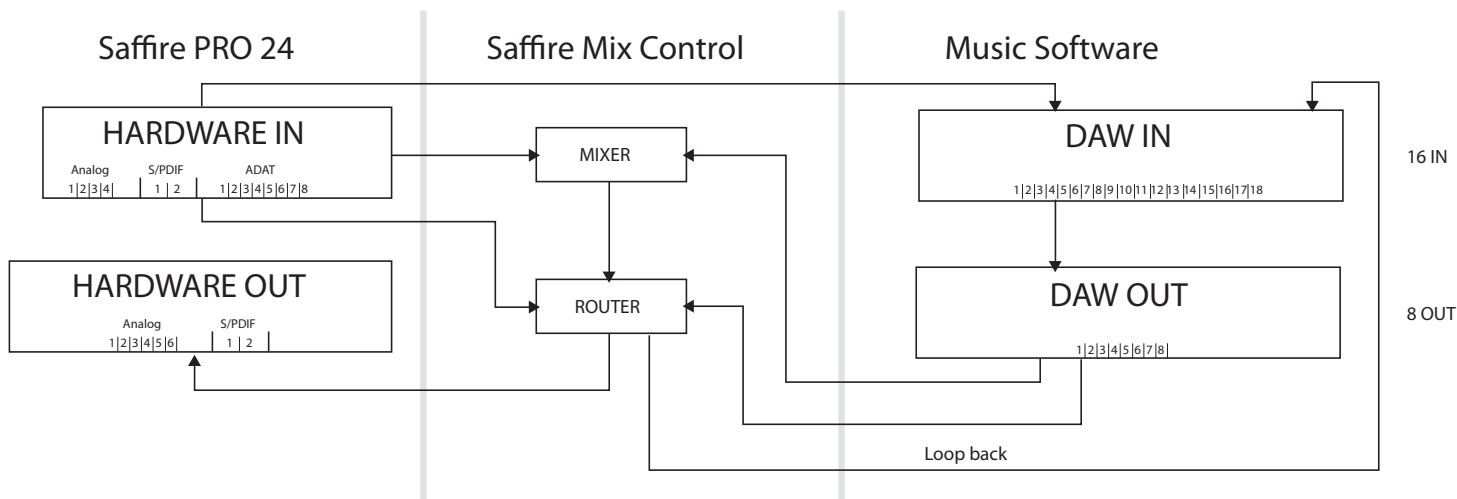 Saffire PRO 24
Saffire Mix Control
Music Software
HARDWARE IN
Analog
S/PDIF
ADAT
1|2|3|4|
1 | 2
1|2|3|4|5|6|7|8
MIXER
DAW IN
1|2|3|4|5|6|7|8|9|10|11|12|13|14|15|16|17|18
16 IN
HARDWARE OUT
Analog
S/PDIF
1|2|3|4|5|6|
1 | 2
ROUTER
DAW OUT
1|2|3|4|5|6|7|8|
8 OUT
Loop back